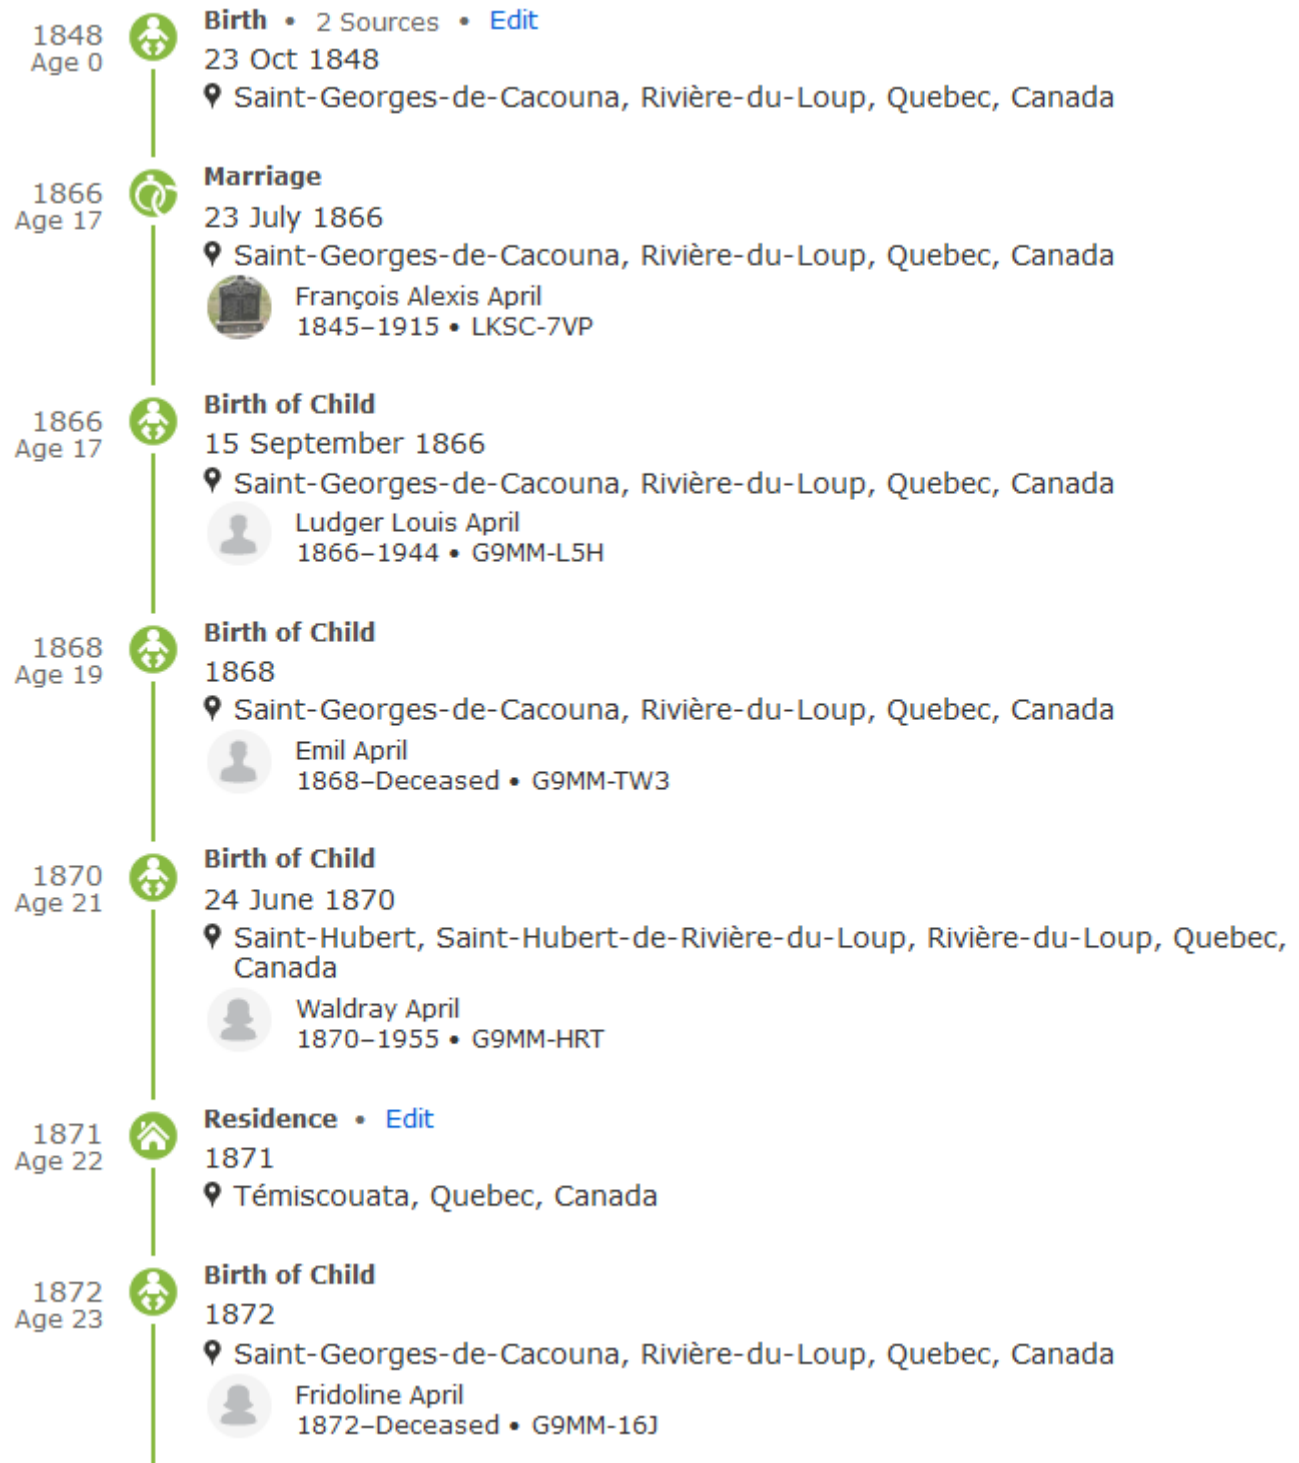 1848
Age 0
Birth • 2 Sources • Edit
23 Oct 1848
Saint-Georges-de-Cacouna, Rivière-du-Loup, Quebec, Canada
1866
Age 17
Marriage
23 July 1866
Saint-Georges-de-Cacouna, Rivière-du-Loup, Quebec, Canada
François Alexis April
1845–1915 • LKSC-7VP
1866
Age 17
Birth of Child
15 September 1866
Saint-Georges-de-Cacouna, Rivière-du-Loup, Quebec, Canada
Ludger Louis April
1866–1944 • G9MM-L5H
1868
Age 19
Birth of Child
1868
Saint-Georges-de-Cacouna, Rivière-du-Loup, Quebec, Canada
Emil April
1868–Deceased • G9MM-TW3
1870
Age 21
Birth of Child
24 June 1870
Saint-Hubert, Saint-Hubert-de-Rivière-du-Loup, Rivière-du-Loup, Quebec,
Canada
Waldray April
1870–1955 • G9MM-HRT
1871
Age 22
Residence • Edit
1871
Témiscouata, Quebec, Canada
1872
Age 23
Birth of Child
1872
Saint-Georges-de-Cacouna, Rivière-du-Loup, Quebec, Canada
Fridoline April
1872–Deceased • G9MM-16J